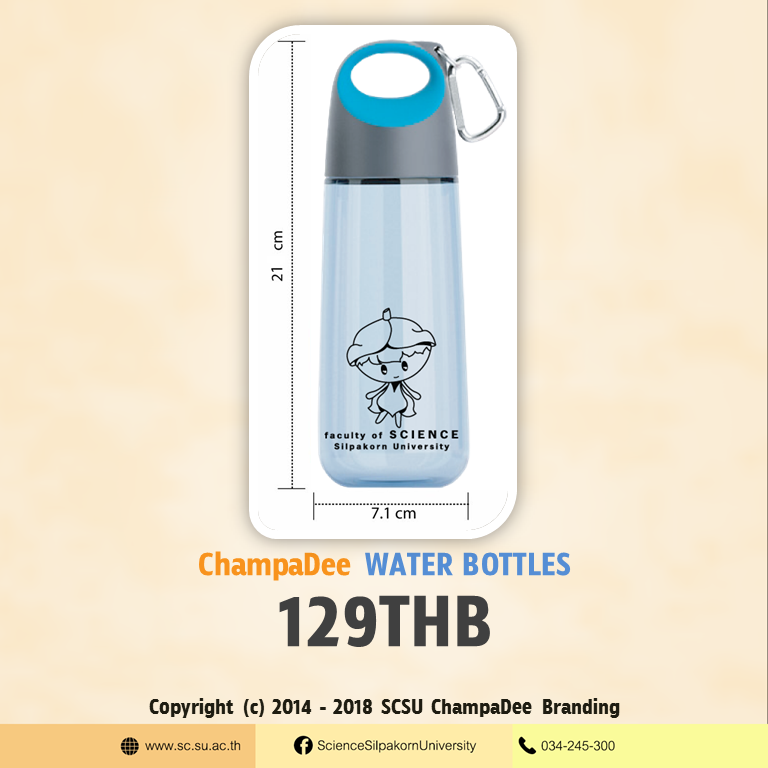 21 cm
faculty of SCIENCE
Silpakorn University
7.1 cm
ChampaDee WATER BOTTLES
129THB
Copyright (c) 2014 - 2018 SCSU ChampaDee Branding
www.sc.su.ac.th ScienceSilpakornUniversity 034-245-300